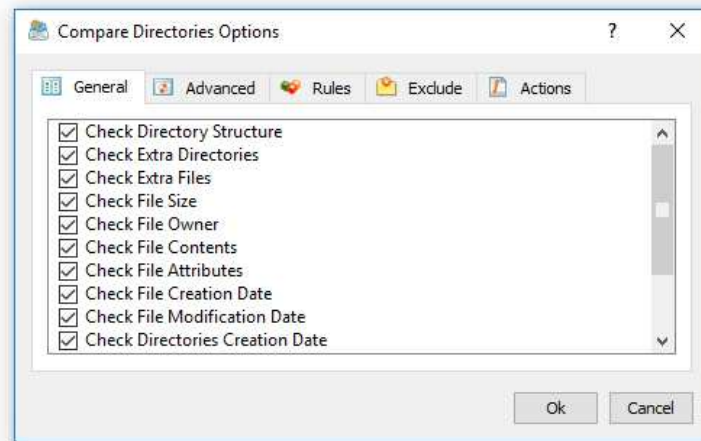 Compare Directories Options
General Advanced Rules Exclude Actions
Check Directory Structure
Check Extra Directories
Check Extra Files
Check File Size
Check File Owner
Check File Contents
Check File Attributes
Check File Creation Date
Check File Modification Date
Check Directories Creation Date
Ok Cancel